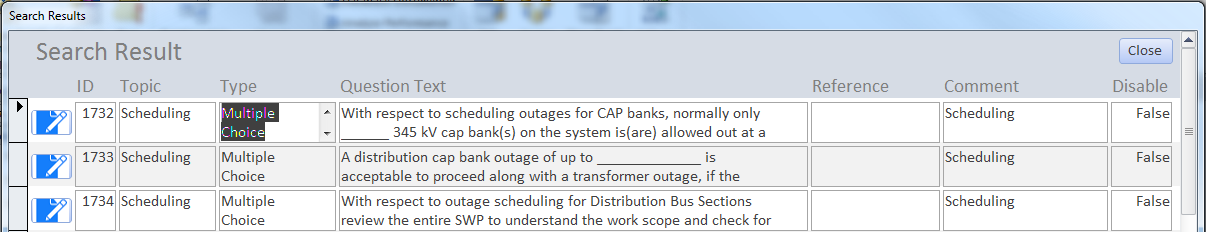 Search Results
Search Result
Close
ID Topic Type Question Text Reference Comment Disable
1732 Scheduling Multiple Choice With respect to scheduling outages for CAP banks, normally only Scheduling False
_______ 345 kV cap bank(s) on the system is(are) allowed out at a
1733 Scheduling Multiple Choice A distribution cap bank outage of up to _______________ is Scheduling False
acceptable to proceed along with a transformer outage, if the
1734 Scheduling Multiple Choice With respect to outage scheduling for Distribution Bus Sections Scheduling False
review the entire SWP to understand the work scope and check for